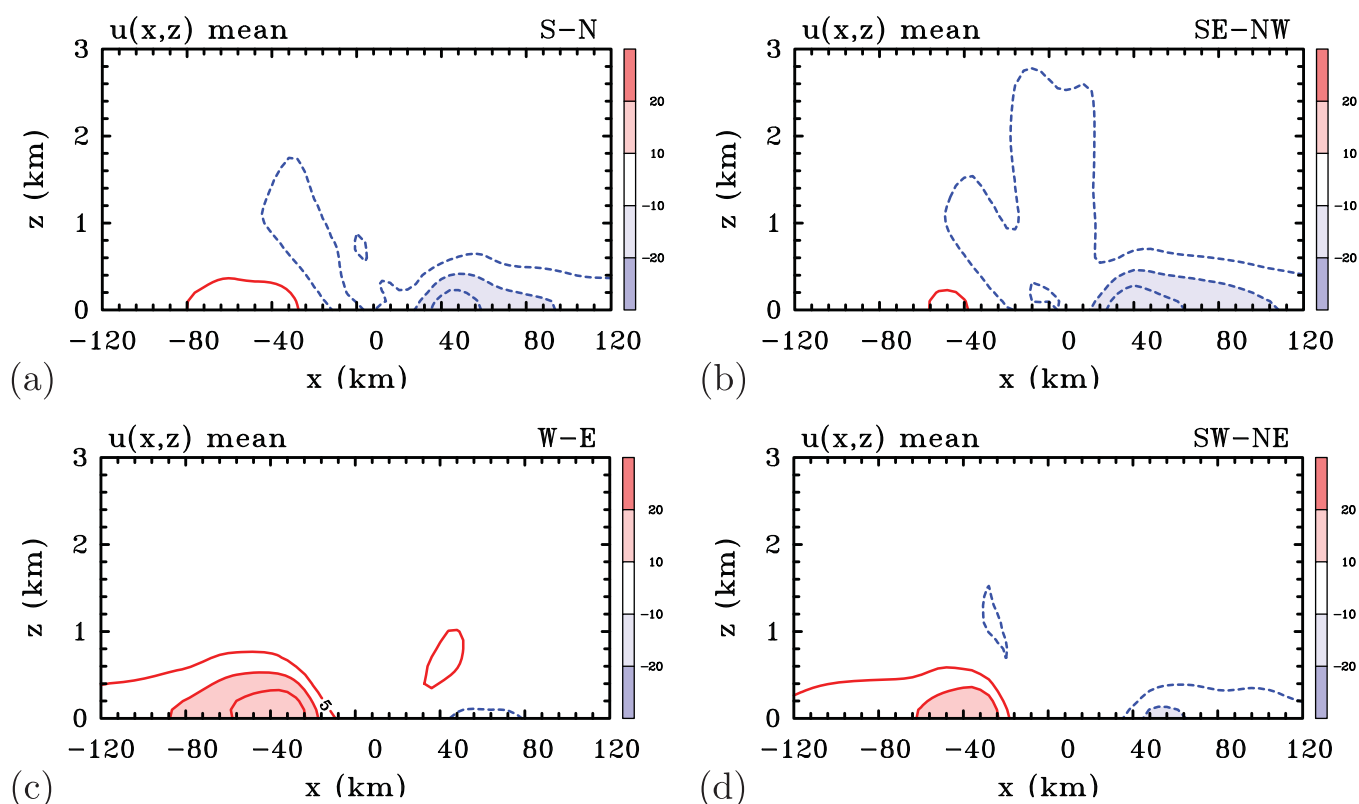 u(x,z) mean S−N
3
2
1
0
z (km)
−120 −80 −40 0 40 80 120
x (km)
20
10
−10
−20
(a)
u(x,z) mean SE−NW
3
2
1
0
z (km)
−120 −80 −40 0 40 80 120
x (km)
20
10
−10
−20
(b)
u(x,z) mean W−E
3
2
1
0
z (km)
5
−120 −80 −40 0 40 80 120
x (km)
20
10
−10
−20
(c)
u(x,z) mean SW−NE
3
2
1
0
z (km)
−120 −80 −40 0 40 80 120
x (km)
20
10
−10
−20
(d)